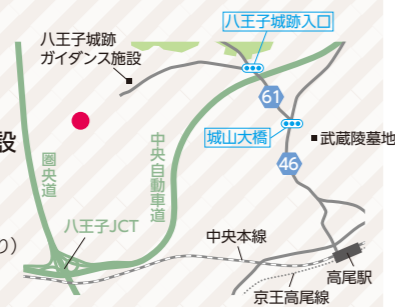 八王子城跡入口
八王子城跡
ガイダンス施設
61
設
城山大橋
武蔵陵墓地
圏央道
中央自動車道
46
八王子JCT
り)
中央本線
高尾駅
京王高尾線